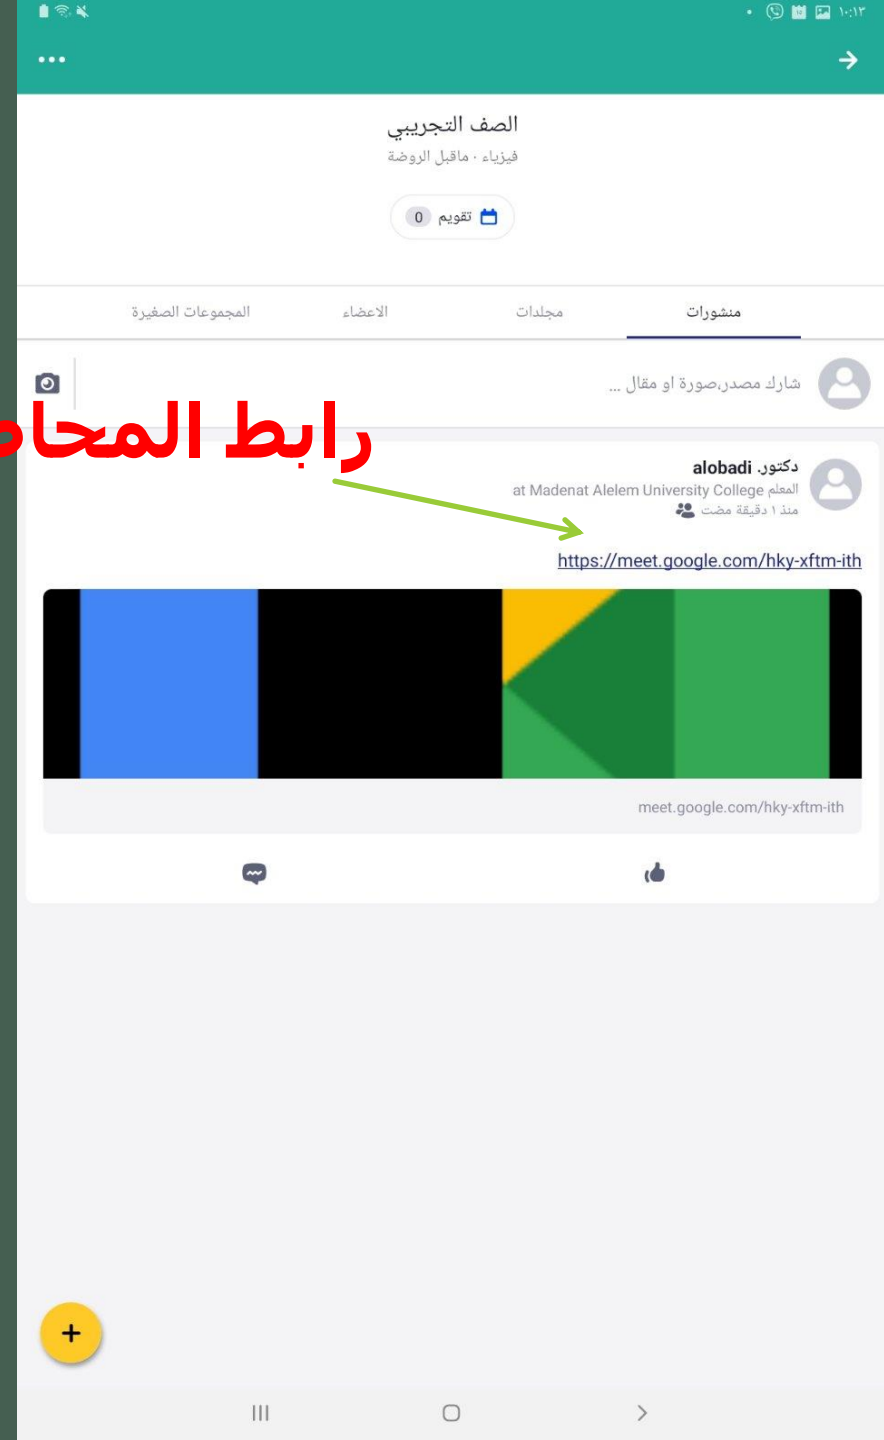 ١٠:١٣
الصف التجريبي
فيزياء · ماقبل الروضة
تقويم 0
منشورات مجلدات الاعضاء المجموعات الصغيرة
شارك مصدر،صورة او مقال ...
رابط
دكتور. alobadi
المعلم at Madenat Alelem University College
منذ ١ دقيقة مضت
https://meet.google.com/hky-xftm-ith
meet.google.com/hky-xftm-ith